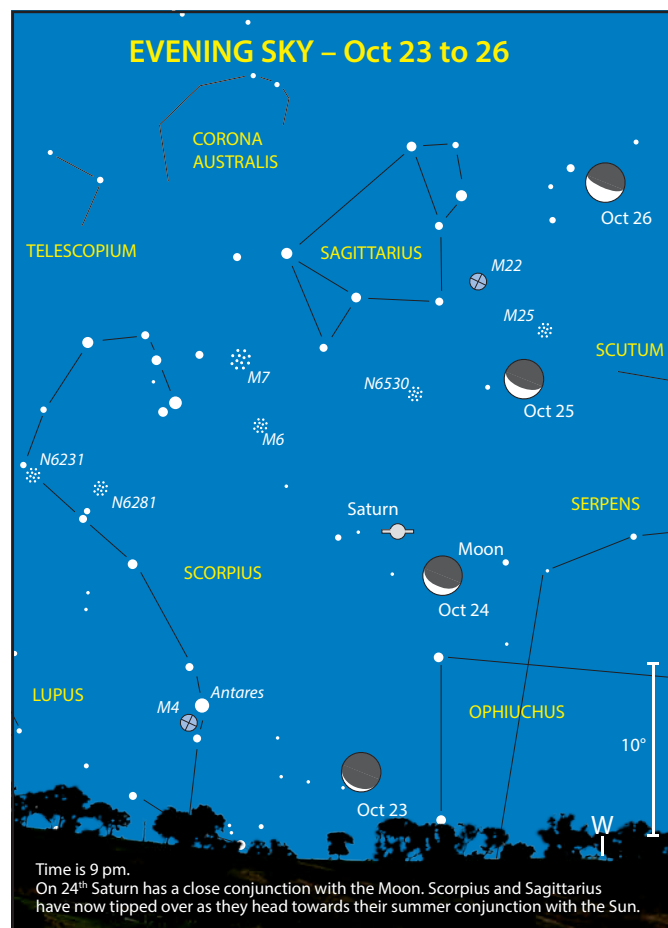 EVENING SKY – Oct 23 to 26
CORONA
AUSTRALIS
Oct 26
TELESCOPIUM
SAGITTARIUS
M22
M25
SCUTUM
M7
N6530
Oct 25
M6
N6231
N6281
Saturn
SERPENS
Moon
SCORPIUS
Oct 24
LUPUS
M4
Antares
OPHIUCHUS
10°
Oct 23
W
Time is 9 pm.
On 24th Saturn has a close conjunction with the Moon. Scorpius and Sagittarius
have now tipped over as they head towards their summer conjunction with the Sun.